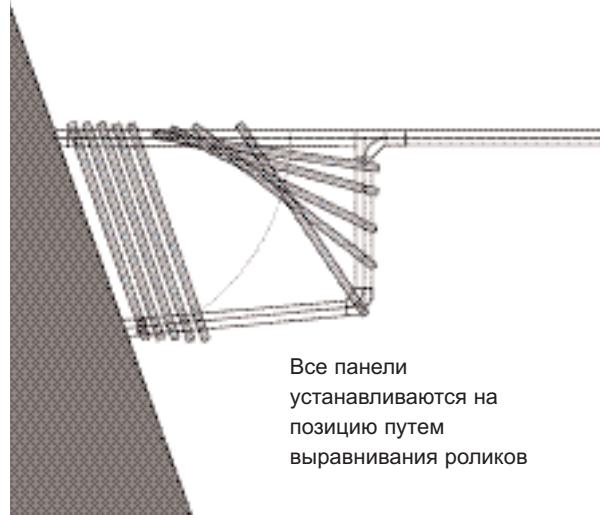 Все панели
устанавливаются на
позицию путем
выравнивания роликов